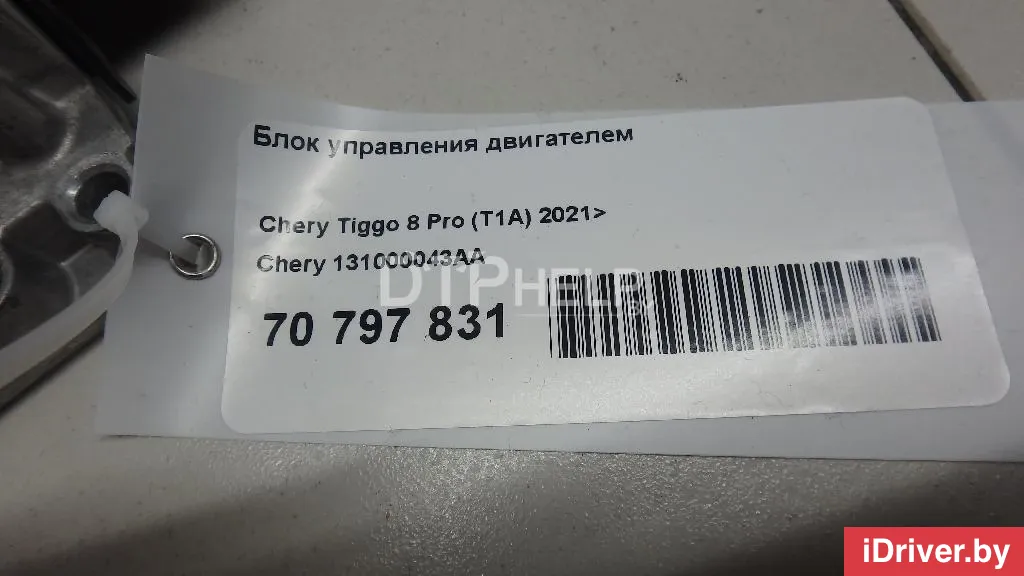 Блок управления двигателем
Chery Tiggo 8 Pro (T1A) 2021>
Chery 131000043AA
DTPHELP.
70 797 831
iDriver.by